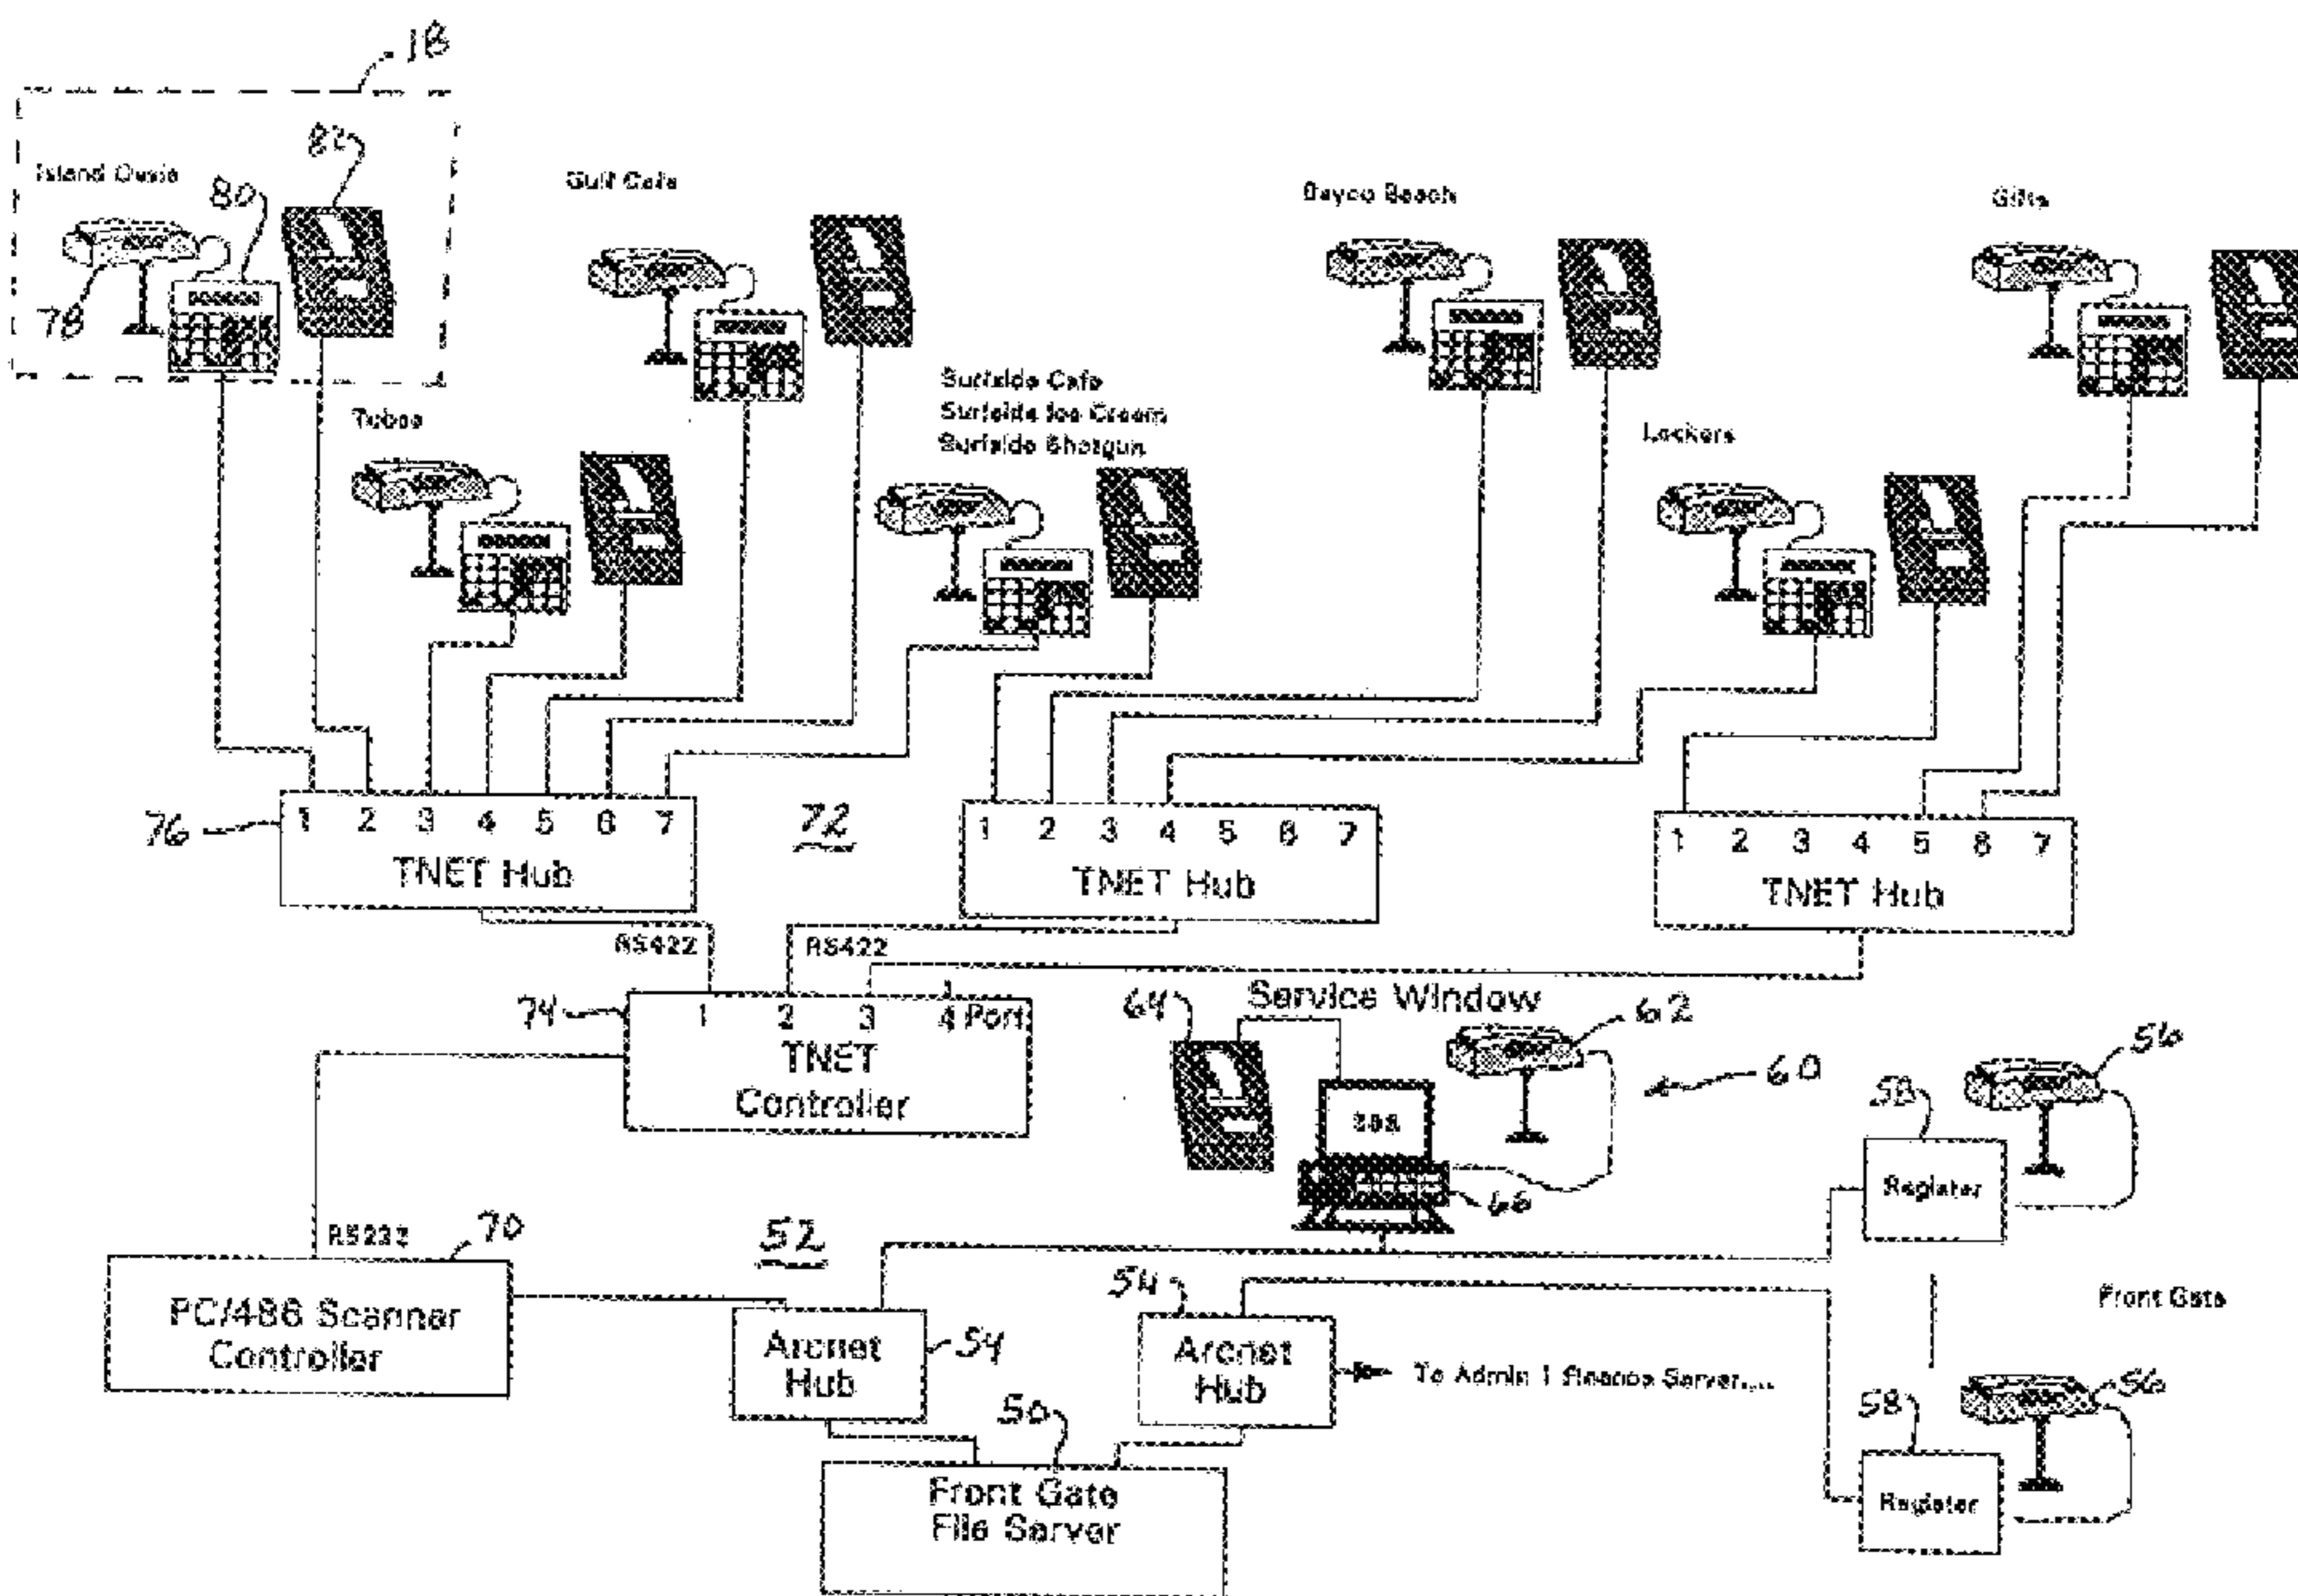 18
82
Island Oasis
80
78
Gulf Cafe
Bayco Beach
Gifts
Tubes
Surfside Cafe
Surfside Ice Cream
Surfside Shotgun
Lockers
76
1 2 3 4 5 6 7
TNET Hub
72
1 2 3 4 5 6 7
TNET Hub
1 2 3 4 5 6 7
TNET Hub
RS422
RS422
74
1 2 3 4 Port
TNET
Controller
Service Window
64
62
60
66
58
56
Register
RS232
70
52
PC/486 Scanner
Controller
54
Arcnet
Hub
54
Arcnet
Hub
To Admin / Finance Server....
Front Gate
50
Front Gate
File Server
58
56
Register